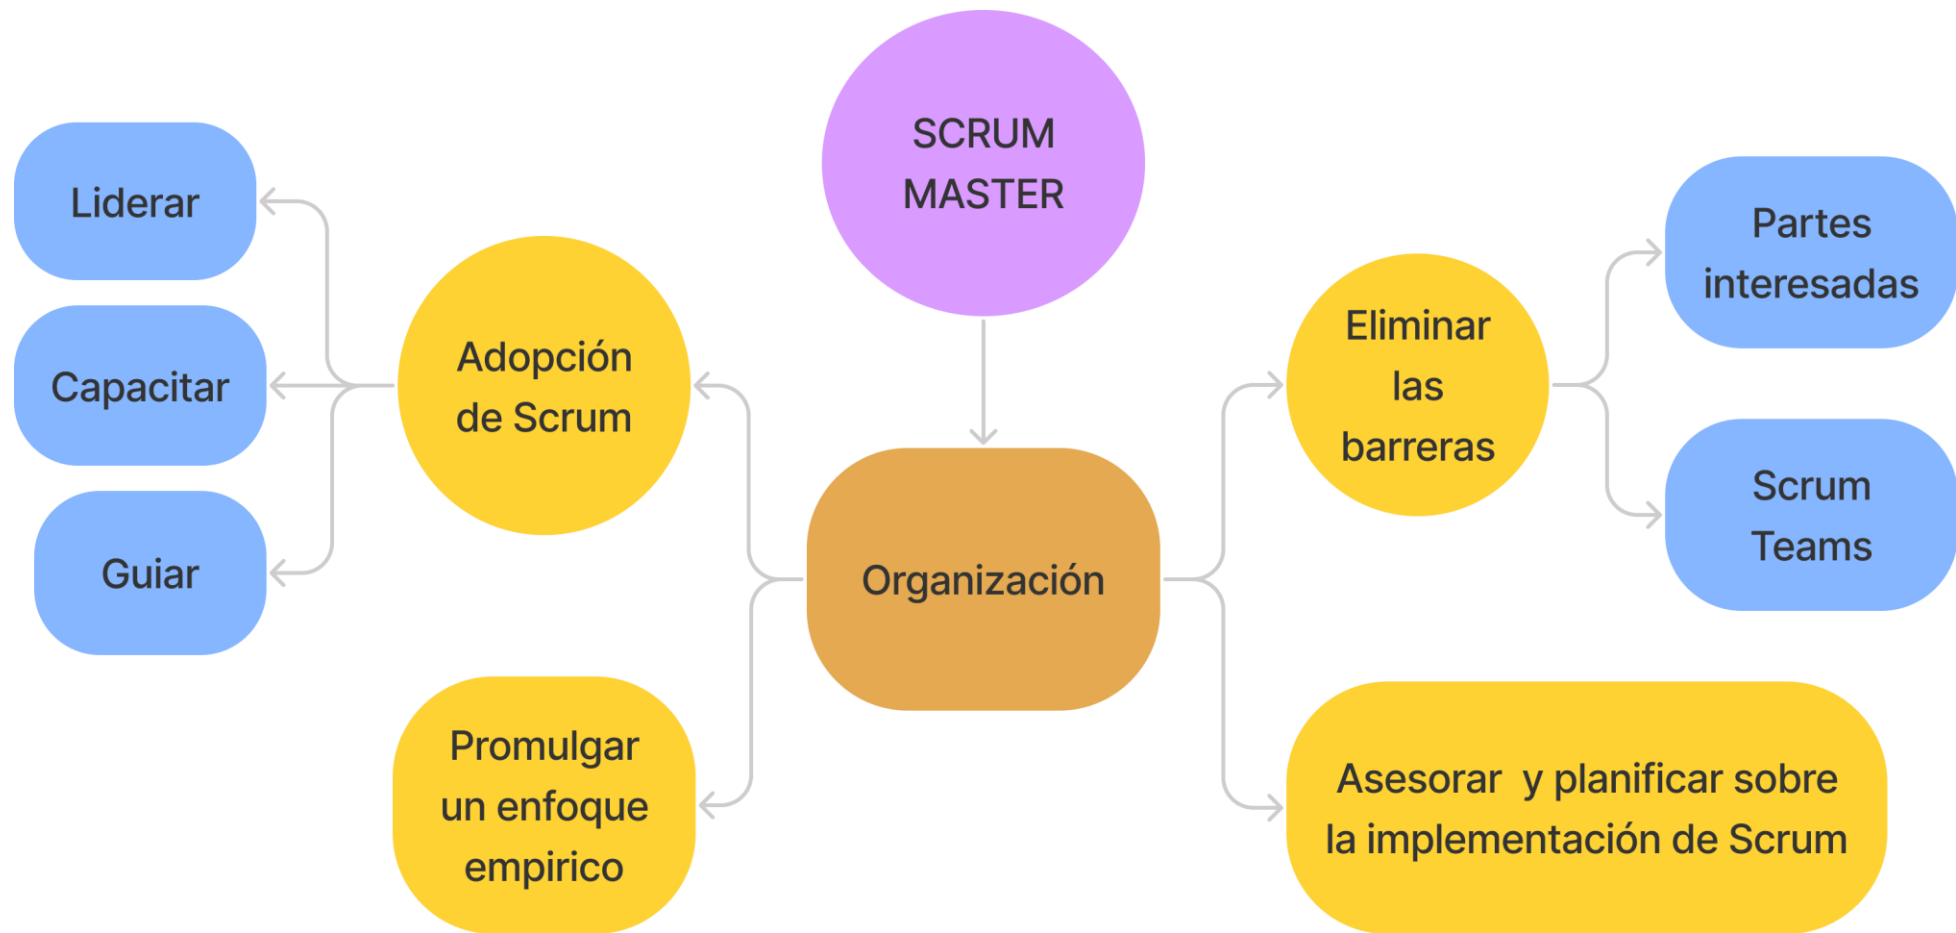 SCRUM
MASTER
Liderar
Capacitar
Guiar
Adopción
de Scrum
Promulgar
un enfoque
empirico
Organización
Eliminar
las
barreras
Partes
interesadas
Scrum
Teams
Asesorar  y planificar sobre
la implementación de Scrum